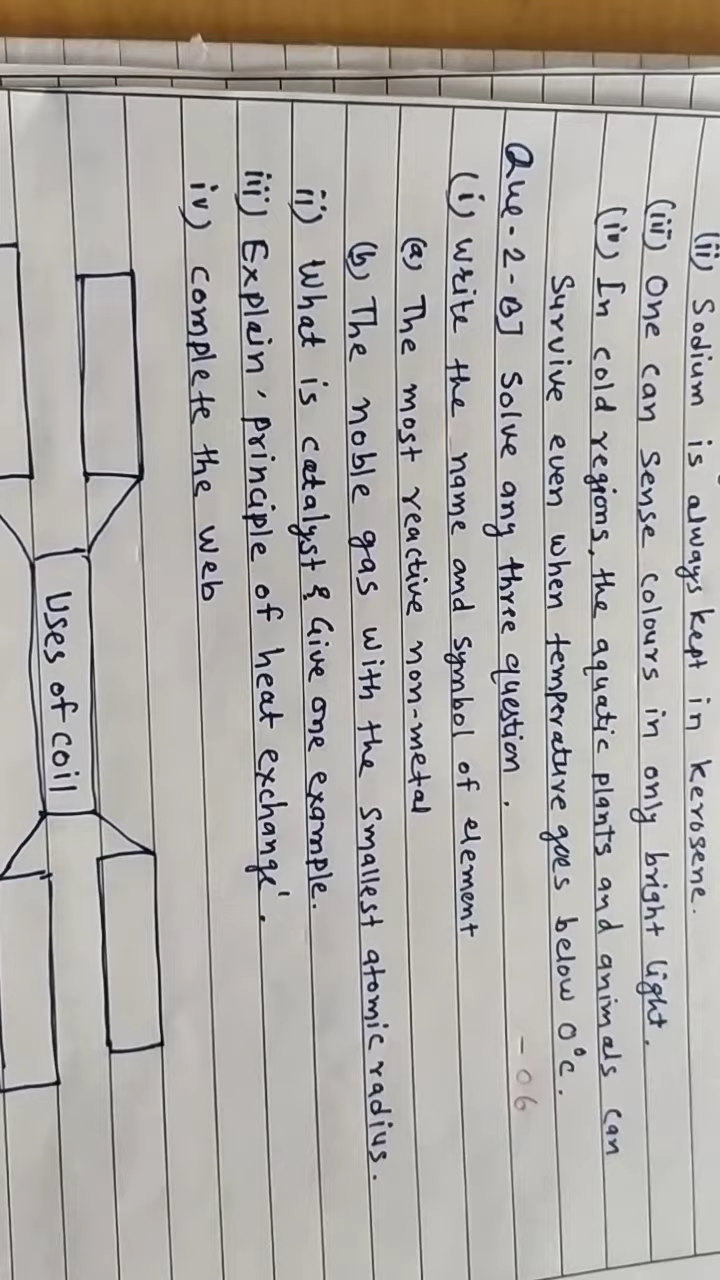 (ii) Sodium is always kept in kerosene.
(iii) One can sense colours in only bright light.
(iv) In cold regions, the aquatic plants and animals can
survive even when temperature goes below 0°C.
Que-2-B] Solve any three question. -06
(i) Write the name and symbol of element
(a) The most reactive non-metal
(b) The noble gas with the smallest atomic radius.
ii) What is catalyst & Give one example.
iii) Explain 'principle of heat exchange'.
iv) complete the web
Uses of coil